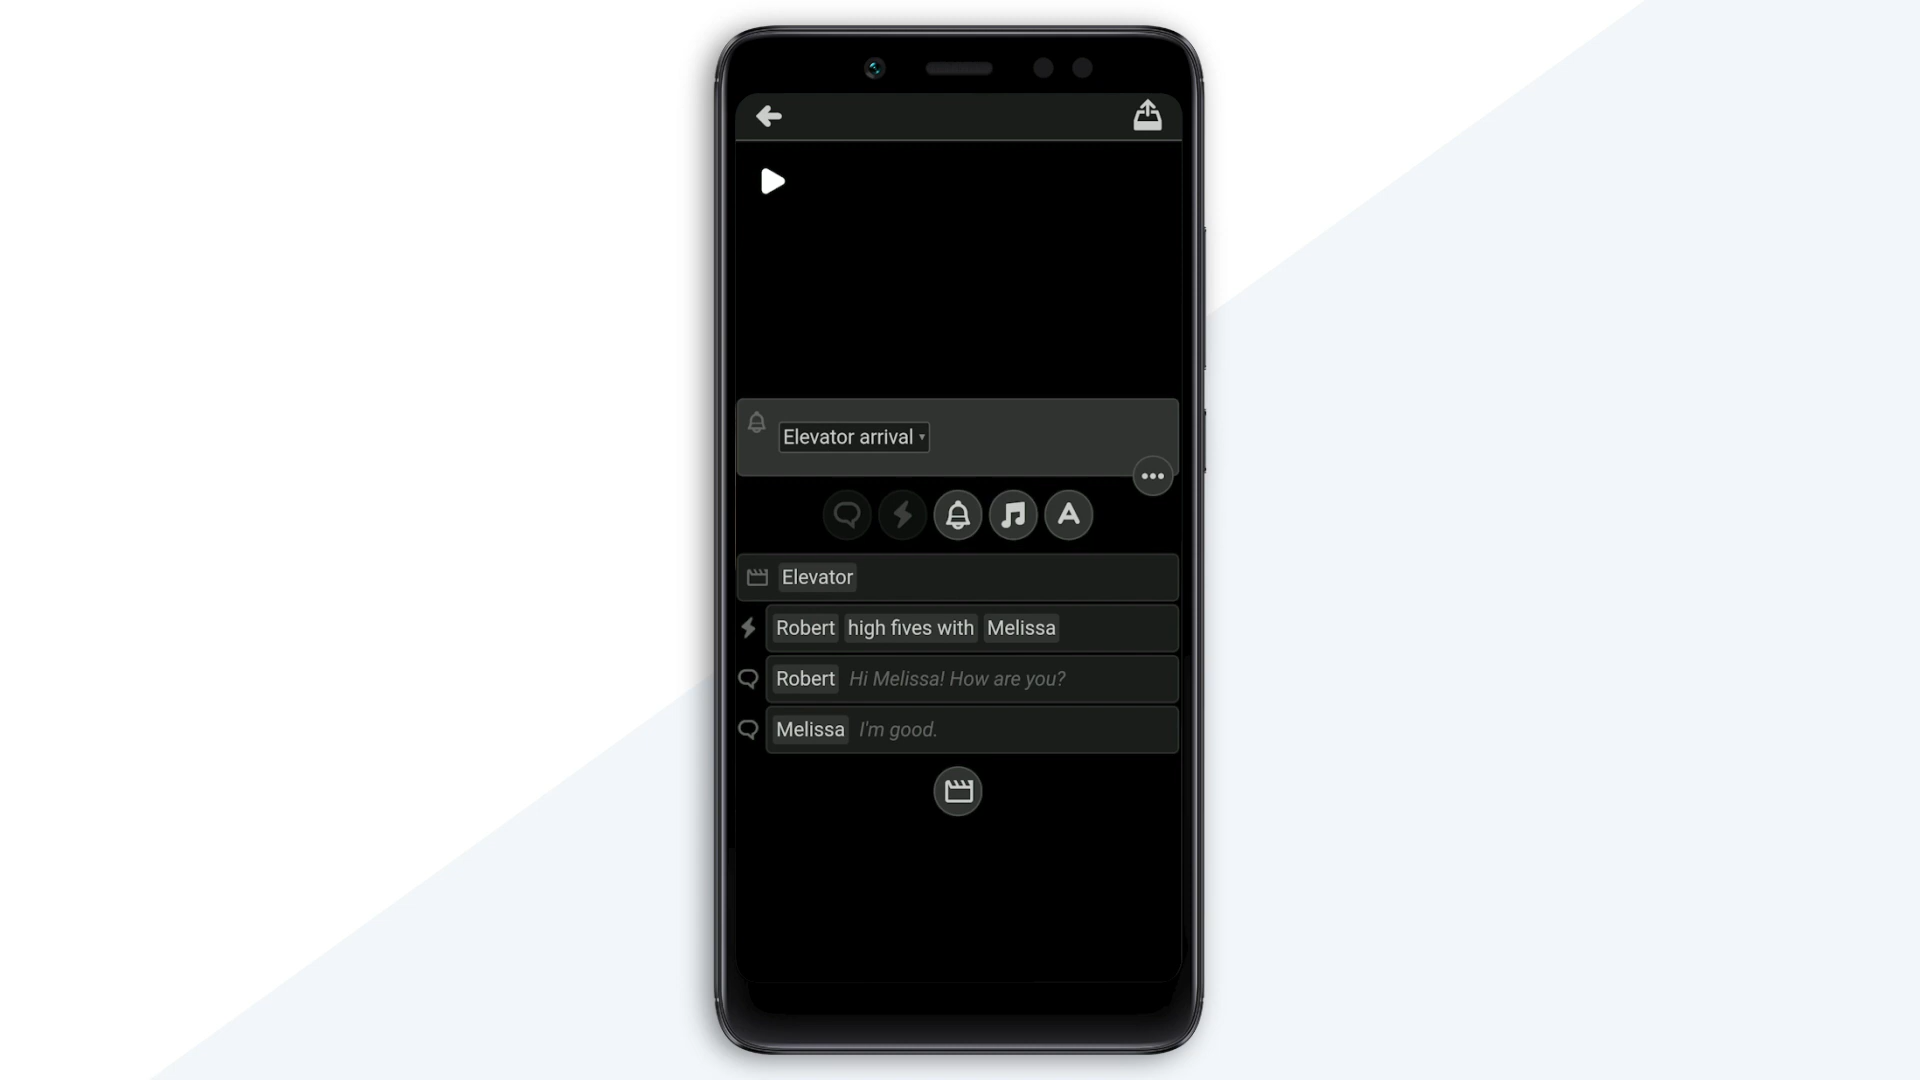 Elevator arrival
Elevator
Robert high fives with Melissa
Robert Hi Melissa! How are you?
Melissa I'm good.